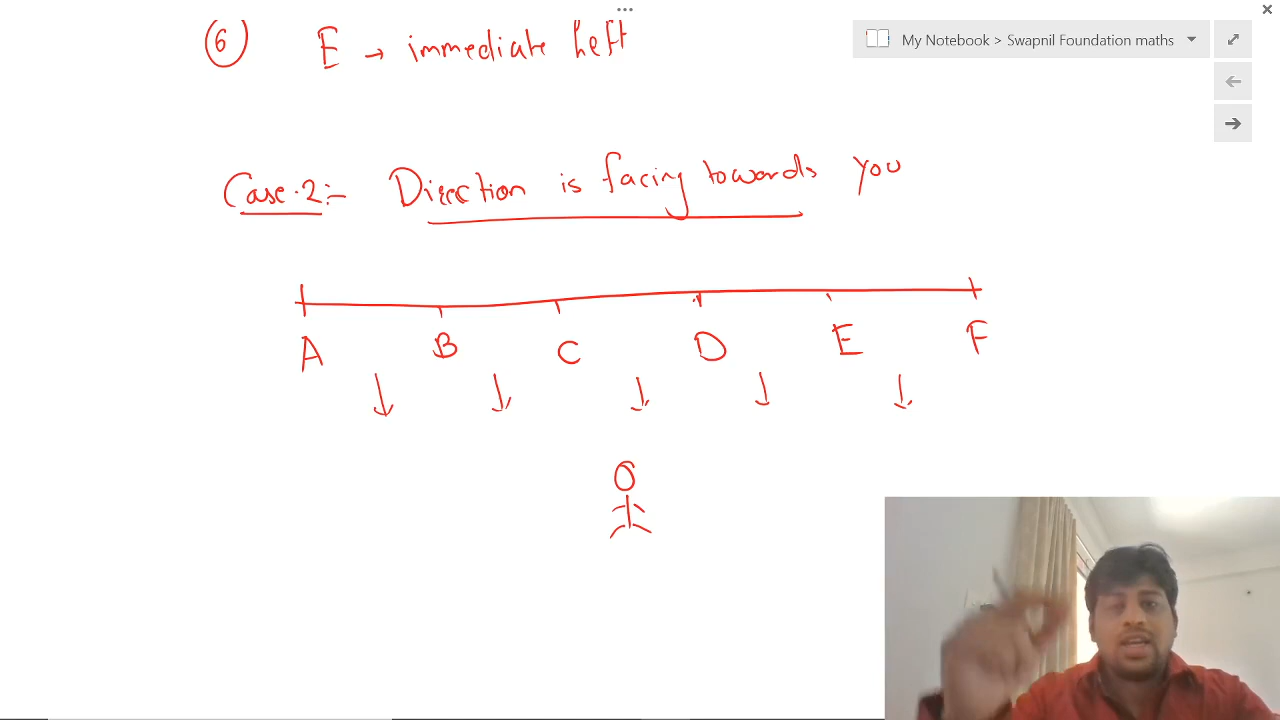 6 E → immediate left
My Notebook > Swapnil Foundation maths
Case.2:- Direction is facing towards you
A B C D E F